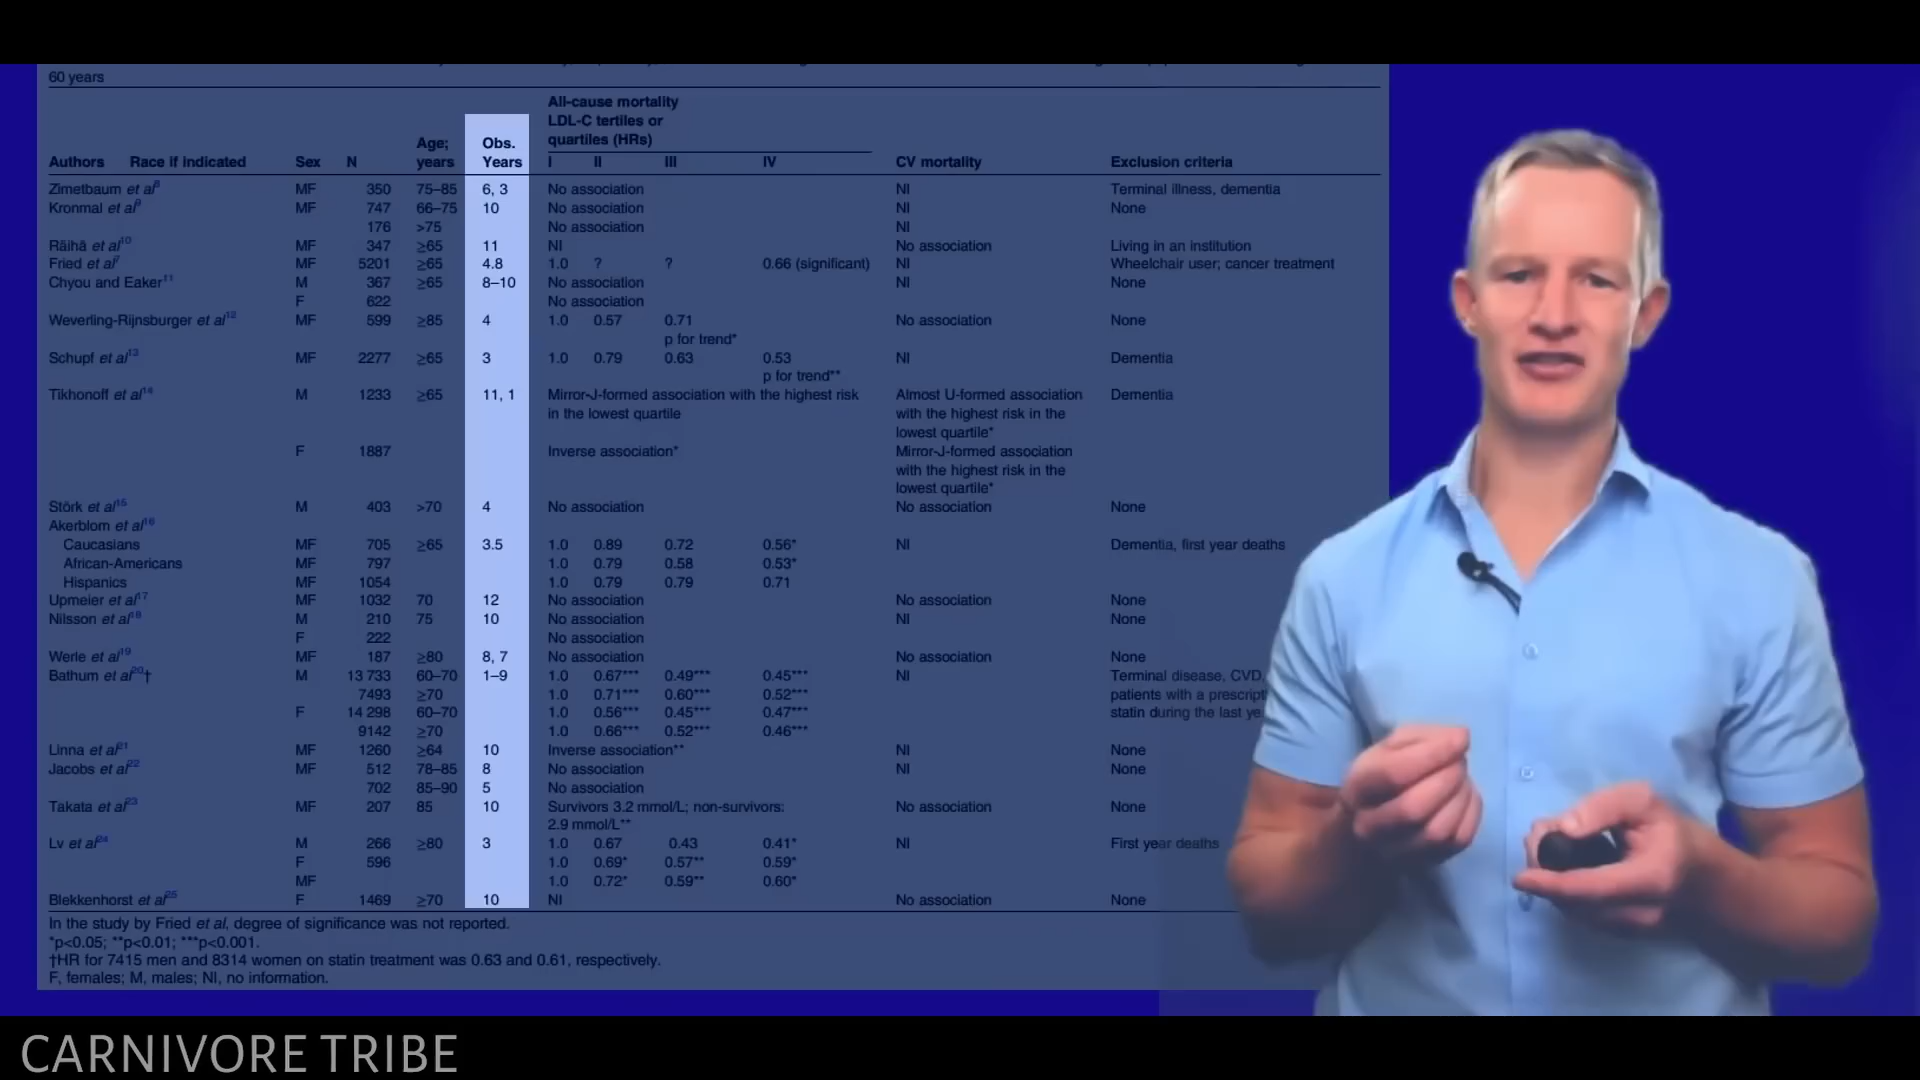 60 years
All-cause mortality
LDL-C tertiles or
quartiles (HRs)
Age; Obs.
Authors Race if indicated Sex N years Years I II III IV CV mortality Exclusion criteria
Zimetbaum et al8 MF 350 75–85 6, 3 No association NI Terminal illness, dementia
Kronmal et al9 MF 747 66–75 10 No association NI None
176 >75 No association NI
Räihä et al10 MF 347 ≥65 11 NI No association Living in an institution
Fried et al7 MF 5201 ≥65 4.8 1.0 ? ? 0.66 (significant) NI Wheelchair user; cancer treatment
Chyou and Eaker11 M 367 ≥65 8–10 No association NI None
F 622 No association
Weverling-Rijnsburger et al12 MF 599 ≥85 4 1.0 0.57 0.71 No association None
p for trend*
Schupf et al13 MF 2277 ≥65 3 1.0 0.79 0.63 0.53 NI Dementia
p for trend**
Tikhonoff et al14 M 1233 ≥65 11, 1 Mirror-J-formed association with the highest risk Almost U-formed association Dementia
in the lowest quartile with the highest risk in the
lowest quartile*
F 1887 Inverse association* Mirror-J-formed association
with the highest risk in the
lowest quartile*
Störk et al15 M 403 >70 4 No association No association None
Akerblom et al16
Caucasians MF 705 ≥65 3.5 1.0 0.89 0.72 0.56* NI Dementia, first year deaths
African-Americans MF 797 1.0 0.79 0.58 0.53*
Hispanics MF 1054 1.0 0.79 0.79 0.71
Upmeier et al17 MF 1032 70 12 No association No association None
Nilsson et al18 M 210 75 10 No association NI None
F 222 No association
Werle et al19 MF 187 ≥80 8, 7 No association No association None
Bathum et al20† M 13 733 60–70 1–9 1.0 0.67*** 0.49*** 0.45*** NI Terminal disease, CVD,
7493 ≥70 1.0 0.71*** 0.60*** 0.52*** patients with a prescript
F 14 298 60–70 1.0 0.56*** 0.45*** 0.47*** statin during the last ye
9142 ≥70 1.0 0.66*** 0.52*** 0.46***
Linna et al21 MF 1260 ≥64 10 Inverse association** NI None
Jacobs et al22 MF 512 78–85 8 No association NI None
702 85–90 5 No association
Takata et al23 MF 207 85 10 Survivors 3.2 mmol/L; non-survivors: No association None
2.9 mmol/L**
Lv et al24 M 266 ≥80 3 1.0 0.67 0.43 0.41* NI First year deaths
F 596 1.0 0.69* 0.57** 0.59*
MF 1.0 0.72* 0.59** 0.60*
Blekkenhorst et al25 F 1469 ≥70 10 NI No association None
In the study by Fried et al, degree of significance was not reported.
*p<0.05; **p<0.01; ***p<0.001.
†HR for 7415 men and 8314 women on statin treatment was 0.63 and 0.61, respectively.
F, females; M, males; NI, no information.
CARNIVORE TRIBE